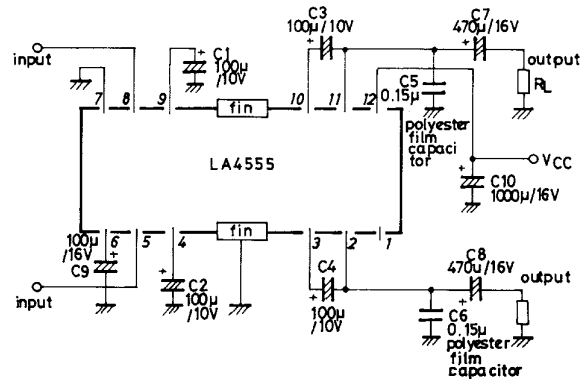 C3
100µ/10V
C7
470µ/16V
input
C1
100µ
/10V
output
RL
7
8
9
fin
10
11
12
C5
0.15µ
polyester
film
capaci
tor
LA4555
VCC
C10
1000µ/16V
100µ
/16V
C9
6
5
4
fin
3
2
1
input
C2
100µ
/10V
C4
100µ
/10V
C8
470µ/16V
output
C6
0.15µ
polyester
film
capacitor